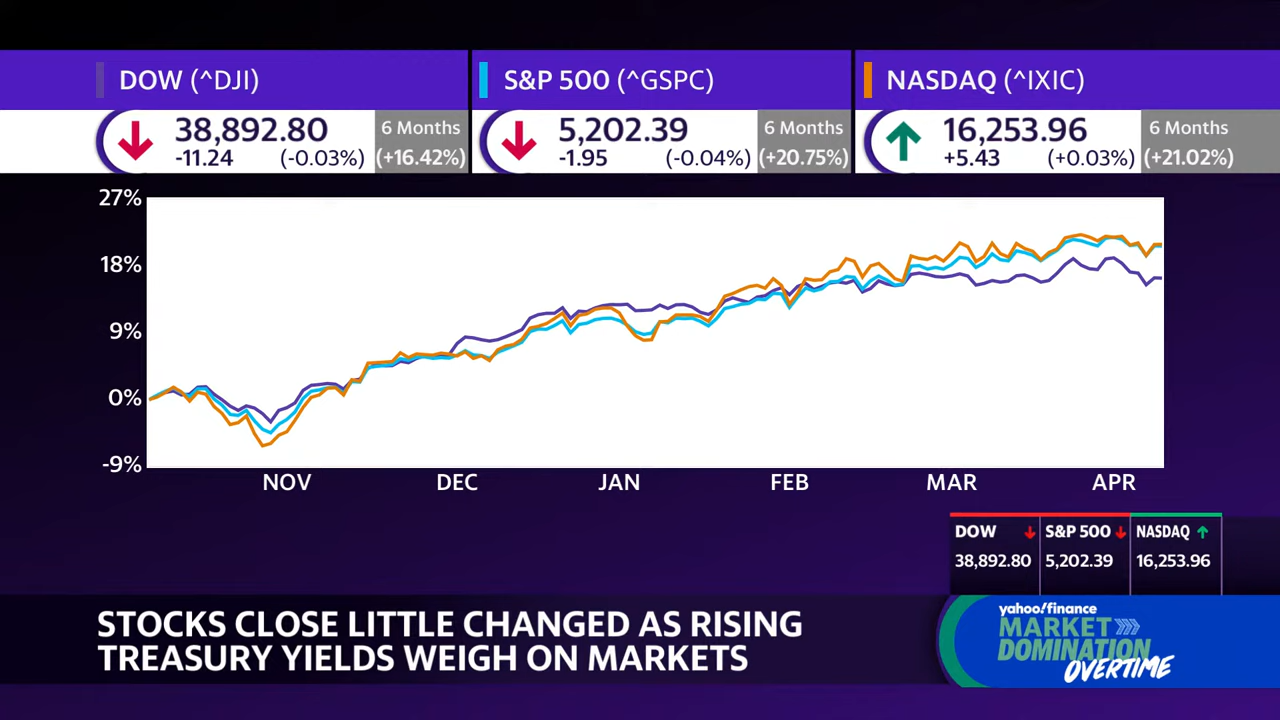 DOW (^DJI)
38,892.80
-11.24 (-0.03%)
6 Months
(+16.42%)
S&P 500 (^GSPC)
5,202.39
-1.95 (-0.04%)
6 Months
(+20.75%)
NASDAQ (^IXIC)
16,253.96
+5.43 (+0.03%)
6 Months
(+21.02%)
27%
18%
9%
0%
-9%
NOV DEC JAN FEB MAR APR
DOW S&P 500 NASDAQ
38,892.80 5,202.39 16,253.96
STOCKS CLOSE LITTLE CHANGED AS RISING
TREASURY YIELDS WEIGH ON MARKETS
yahoo!finance
MARKET
DOMINATION
OVERTIME